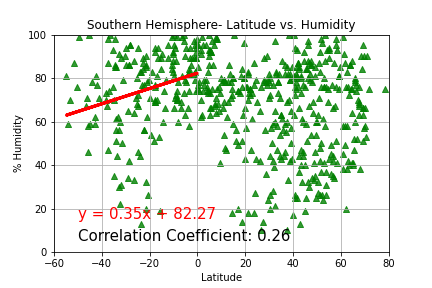 Southern Hemisphere- Latitude vs. Humidity
100
80
60
40
20
0
% Humidity
y = 0.35x + 82.27
Correlation Coefficient: 0.26
−60 −40 −20 0 20 40 60 80
Latitude